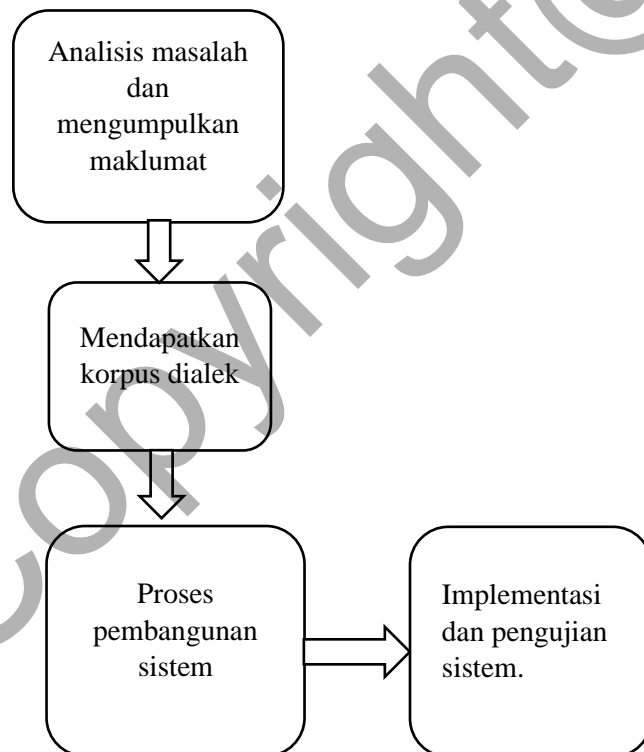 Analisis masalah
dan
mengumpulkan
maklumat
Mendapatkan
korpus dialek
Proses
pembangunan
sistem
Implementasi
dan pengujian
sistem.
Copyright@